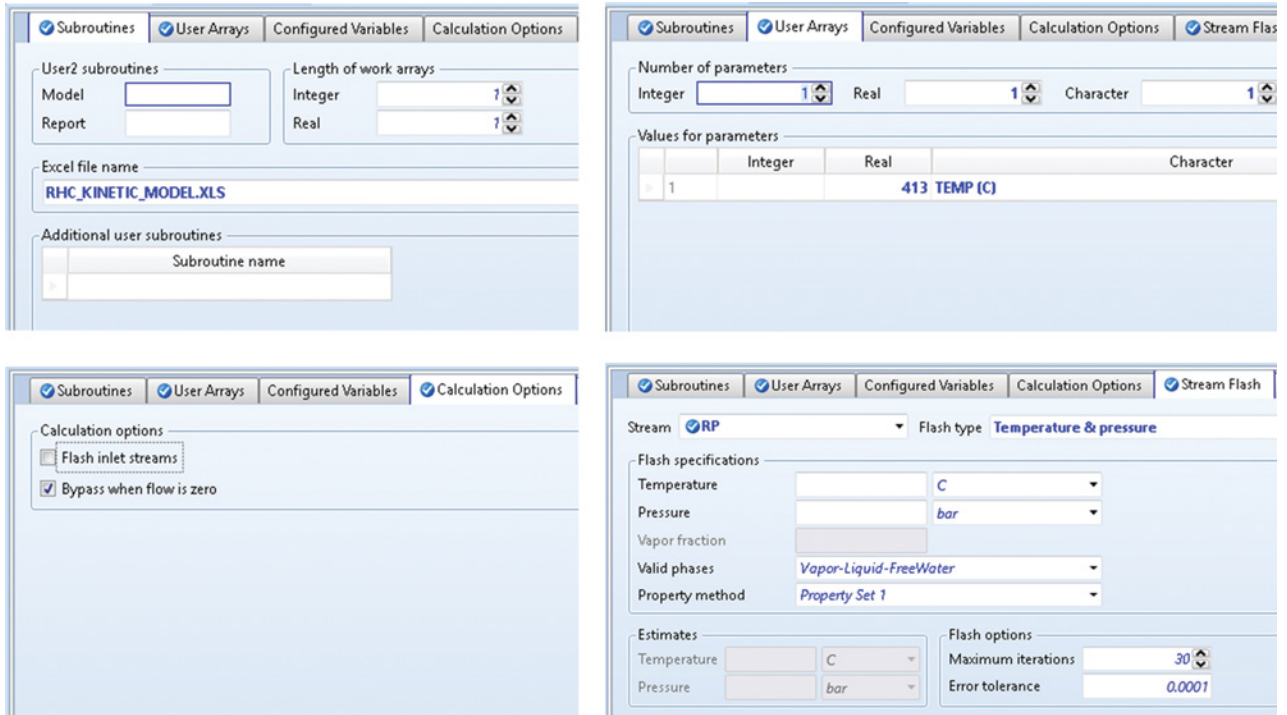 Subroutines User Arrays Configured Variables Calculation Options
User2 subroutines
Model
Report
Length of work arrays
Integer 1
Real 1
Excel file name
RHC_KINETIC_MODEL.XLS
Additional user subroutines
Subroutine name
Subroutines User Arrays Configured Variables Calculation Options Stream Flas
Number of parameters
Integer 1 Real 1 Character 1
Values for parameters
Integer Real Character
1 413 TEMP (C)
Subroutines User Arrays Configured Variables Calculation Options
Calculation options
Flash inlet streams
Bypass when flow is zero
Subroutines User Arrays Configured Variables Calculation Options Stream Flash
Stream RP Flash type Temperature & pressure
Flash specifications
Temperature C
Pressure bar
Vapor fraction
Valid phases Vapor-Liquid-FreeWater
Property method Property Set 1
Estimates
Temperature C
Pressure bar
Flash options
Maximum iterations 30
Error tolerance 0.0001